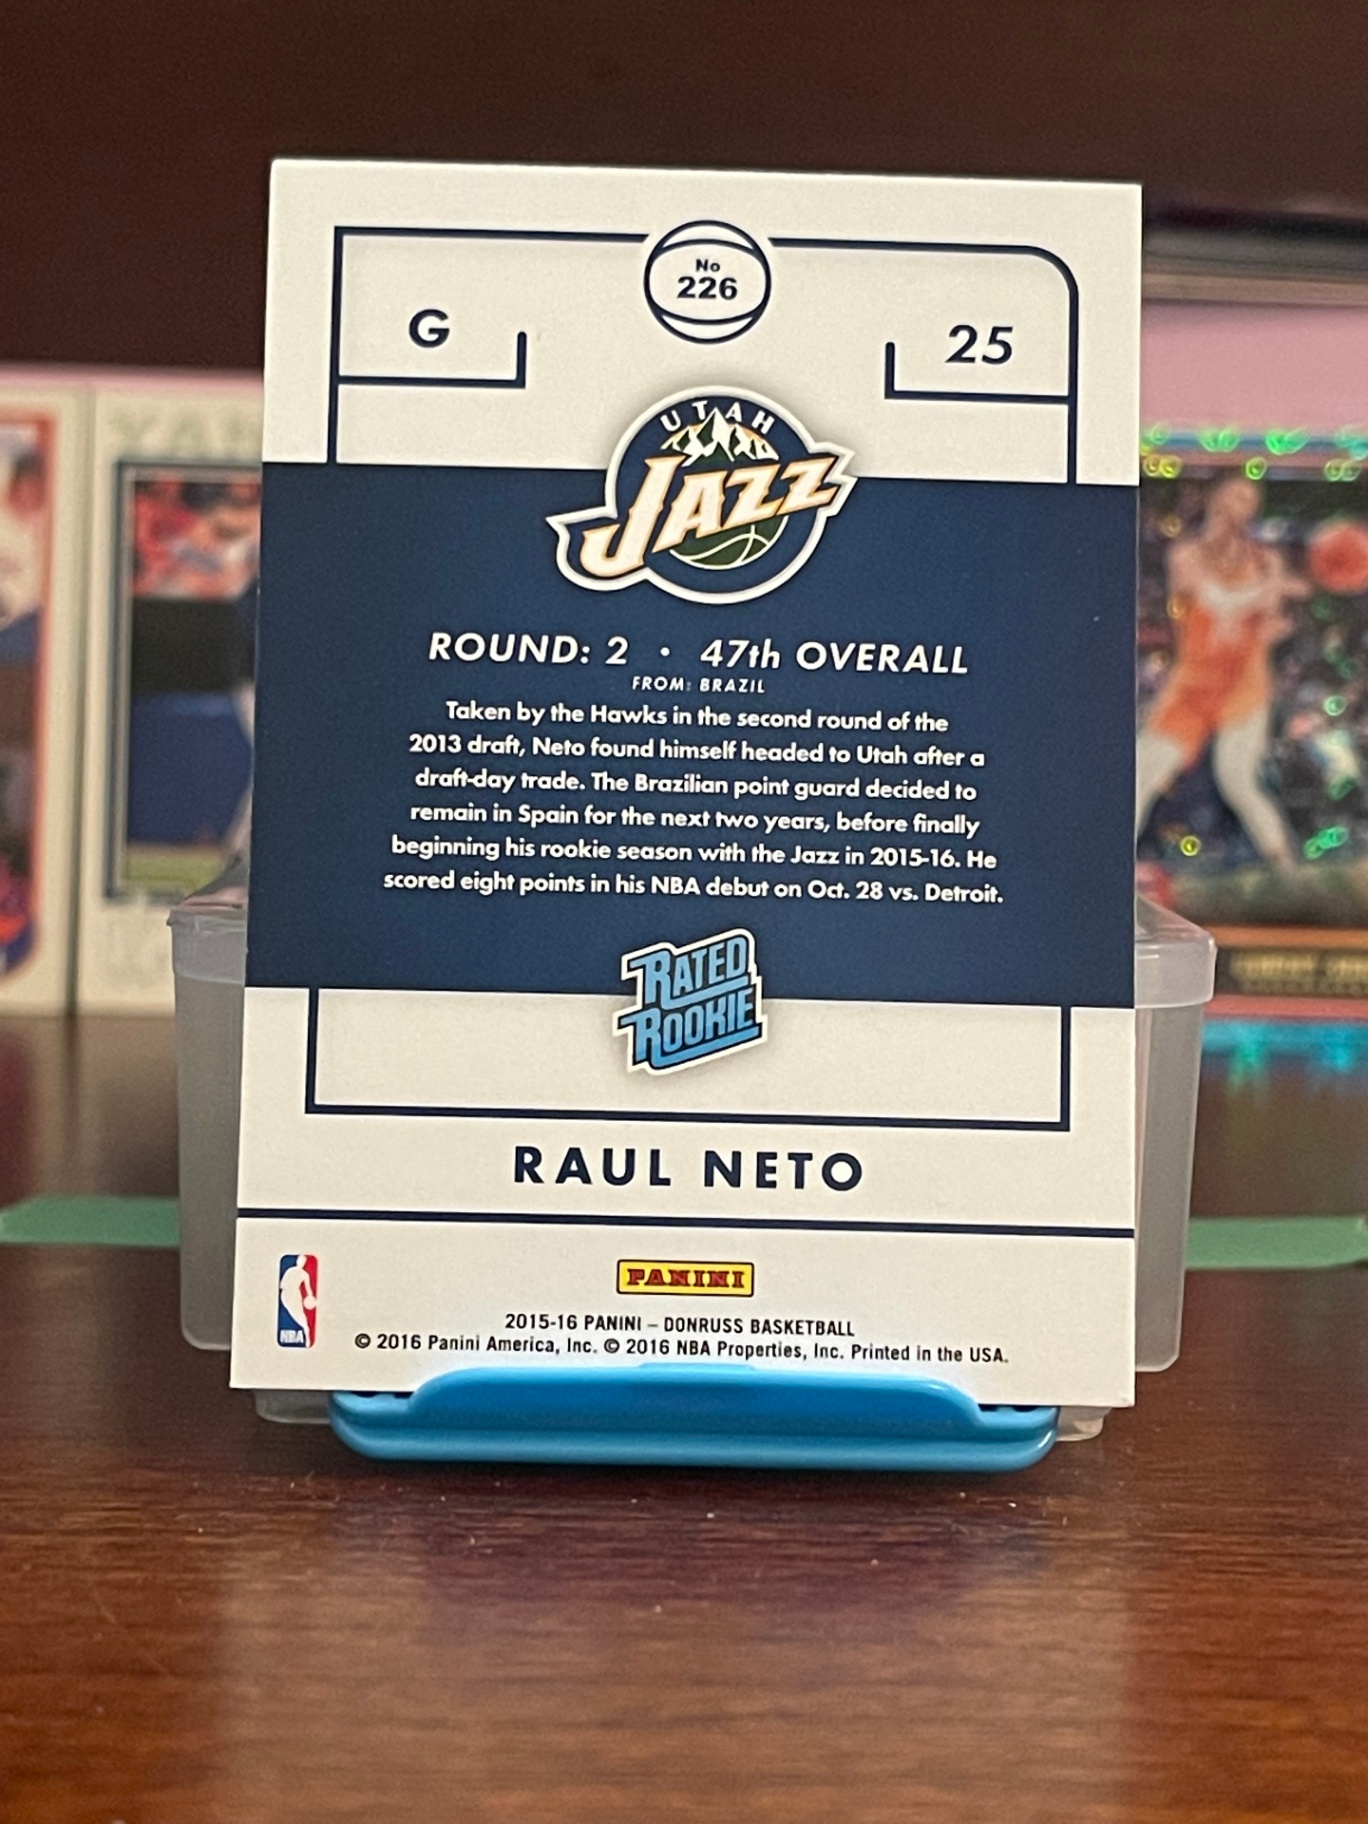 No
226
G
25
UTAH
JAZZ
ROUND: 2 • 47th OVERALL
FROM: BRAZIL
Taken by the Hawks in the second round of the
2013 draft, Neto found himself headed to Utah after a
draft-day trade. The Brazilian point guard decided to
remain in Spain for the next two years, before finally
beginning his rookie season with the Jazz in 2015-16. He
scored eight points in his NBA debut on Oct. 28 vs. Detroit.
RATED
ROOKIE
RAUL NETO
NBA
PANINI
2015-16 PANINI – DONRUSS BASKETBALL
© 2016 Panini America, Inc. © 2016 NBA Properties, Inc. Printed in the USA.